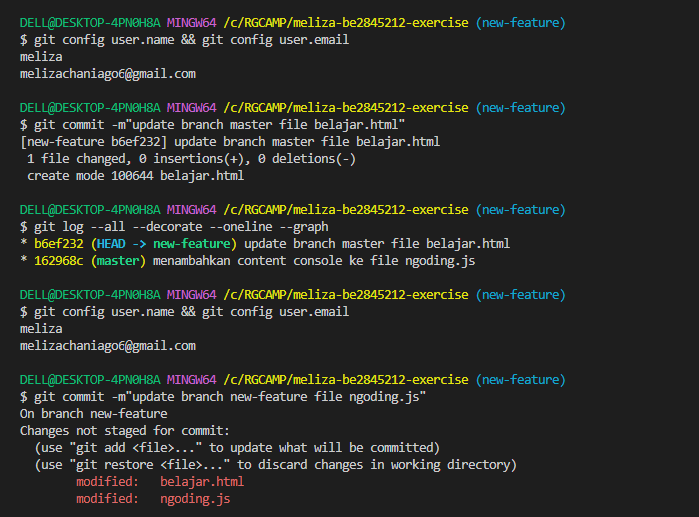 DELL@DESKTOP-4PN0H8A MINGW64 /c/RGCAMP/meliza-be2845212-exercise (new-feature)
$ git config user.name && git config user.email
meliza
melizachaniago6@gmail.com
DELL@DESKTOP-4PN0H8A MINGW64 /c/RGCAMP/meliza-be2845212-exercise (new-feature)
$ git commit -m"update branch master file belajar.html"
[new-feature b6ef232] update branch master file belajar.html
1 file changed, 0 insertions(+), 0 deletions(-)
create mode 100644 belajar.html
DELL@DESKTOP-4PN0H8A MINGW64 /c/RGCAMP/meliza-be2845212-exercise (new-feature)
$ git log --all --decorate --oneline --graph
* b6ef232 (HEAD -> new-feature) update branch master file belajar.html
* 162968c (master) menambahkan content console ke file ngoding.js
DELL@DESKTOP-4PN0H8A MINGW64 /c/RGCAMP/meliza-be2845212-exercise (new-feature)
$ git config user.name && git config user.email
meliza
melizachaniago6@gmail.com
DELL@DESKTOP-4PN0H8A MINGW64 /c/RGCAMP/meliza-be2845212-exercise (new-feature)
$ git commit -m"update branch new-feature file ngoding.js"
On branch new-feature
Changes not staged for commit:
(use "git add <file>..." to update what will be committed)
(use "git restore <file>..." to discard changes in working directory)
modified: belajar.html
modified: ngoding.js